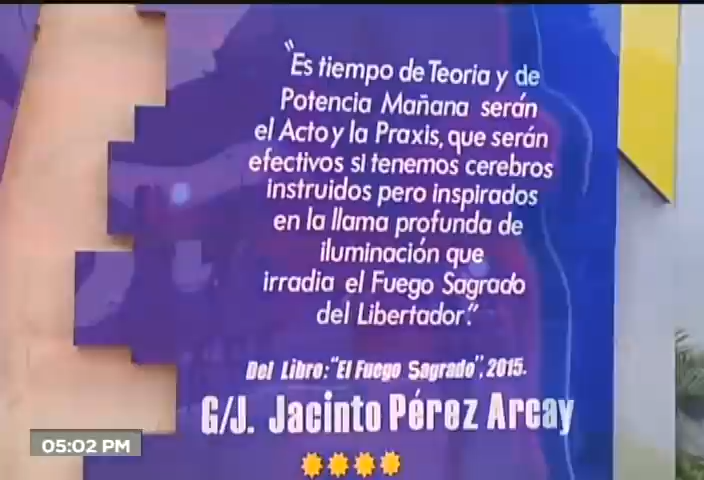 "Es tiempo de Teoria y de
Potencia Mañana serán
el Acto y la Praxis, que serán
efectivos si tenemos cerebros
instruidos pero inspirados
en la llama profunda de
iluminación que
irradia el Fuego Sagrado
del Libertador."
Del Libro: "El Fuego Sagrado", 2015.
G/J. Jacinto Pérez Arcay
05:02 PM